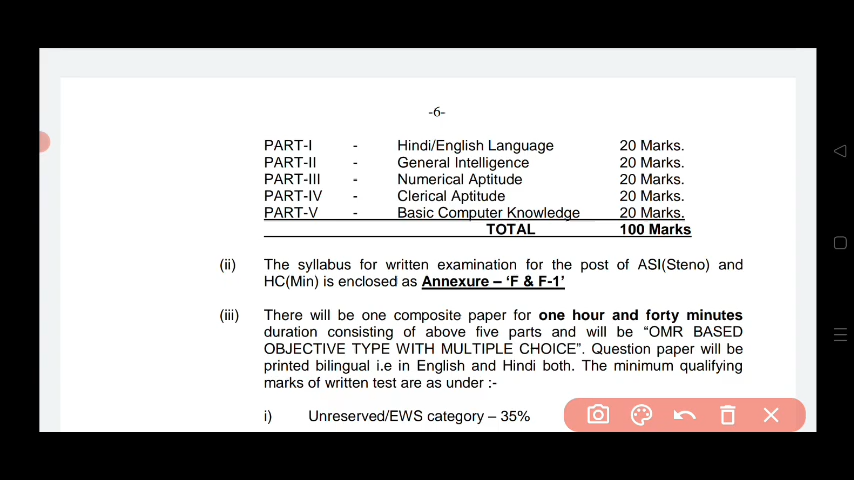 -6-
PART-I - Hindi/English Language 20 Marks.
PART-II - General Intelligence 20 Marks.
PART-III - Numerical Aptitude 20 Marks.
PART-IV - Clerical Aptitude 20 Marks.
PART-V - Basic Computer Knowledge 20 Marks.
TOTAL 100 Marks
(ii) The syllabus for written examination for the post of ASI(Steno) and
HC(Min) is enclosed as Annexure – ‘F & F-1’
(iii) There will be one composite paper for one hour and forty minutes
duration consisting of above five parts and will be “OMR BASED
OBJECTIVE TYPE WITH MULTIPLE CHOICE”. Question paper will be
printed bilingual i.e in English and Hindi both. The minimum qualifying
marks of written test are as under :-
i) Unreserved/EWS category – 35%